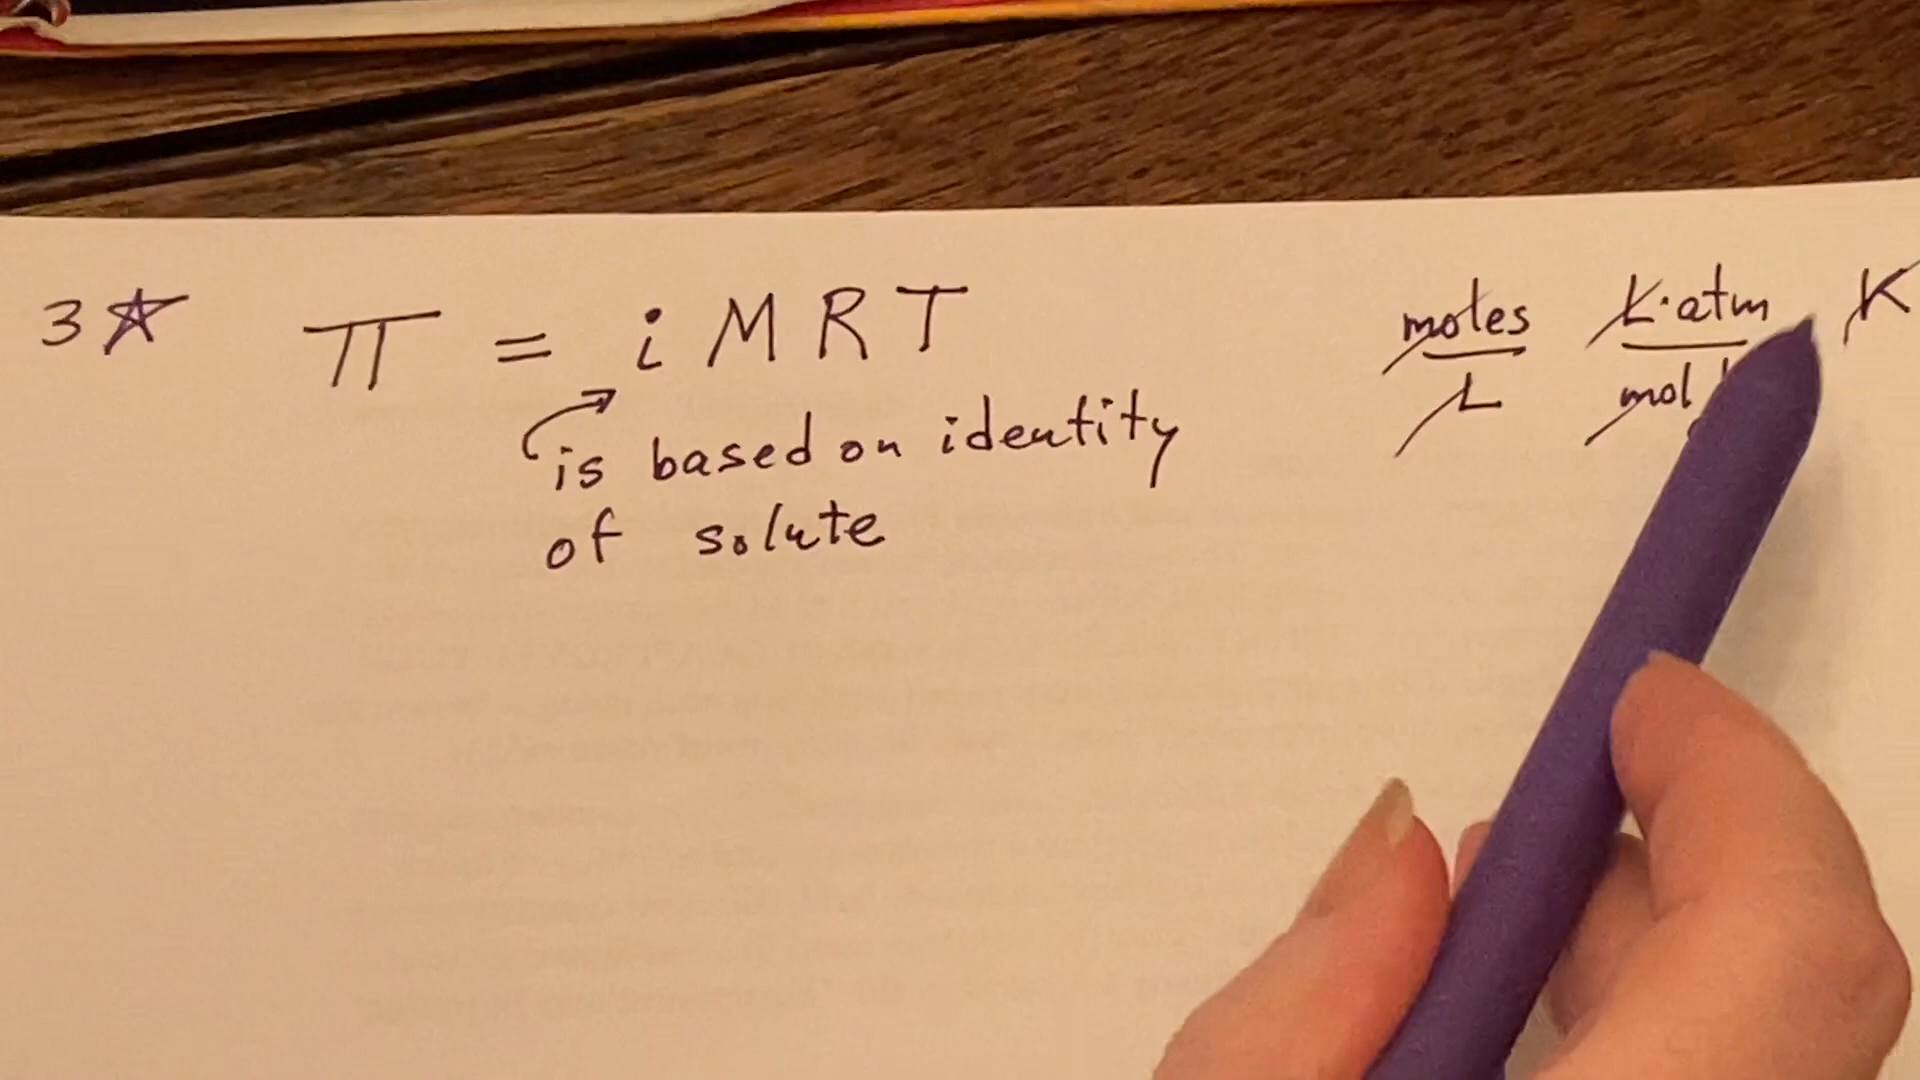 3☆ π = i M R T
is based on identity
of solute
moles L·atm K
L mol